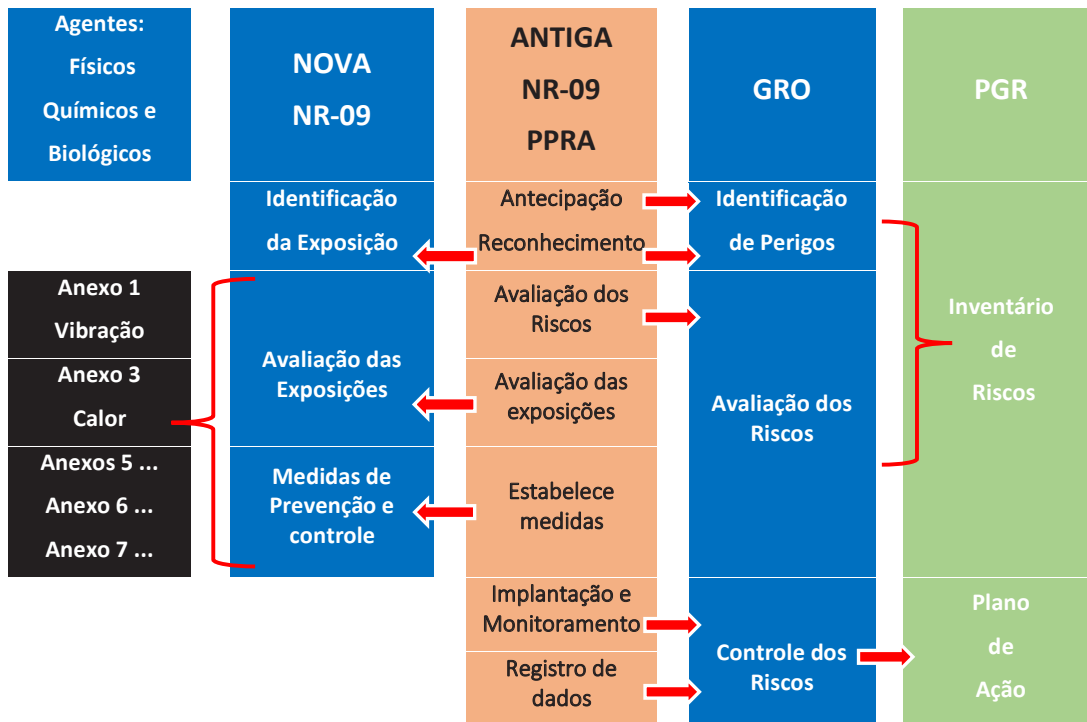 Agentes:
Físicos
Químicos e
Biológicos
NOVA
NR-09
ANTIGA
NR-09
PPRA
GRO
PGR
Identificação
da Exposição
Antecipação
Reconhecimento
Identificação
de Perigos
Anexo 1
Vibração
Anexo 3
Calor
Anexos 5 ...
Anexo 6 ...
Anexo 7 ...
Avaliação das
Exposições
Medidas de
Prevenção e
controle
Avaliação dos
Riscos
Avaliação das
exposições
Estabelece
medidas
Implantação e
Monitoramento
Registro de
dados
Avaliação dos
Riscos
Controle dos
Riscos
Inventário
de
Riscos
Plano
de
Ação